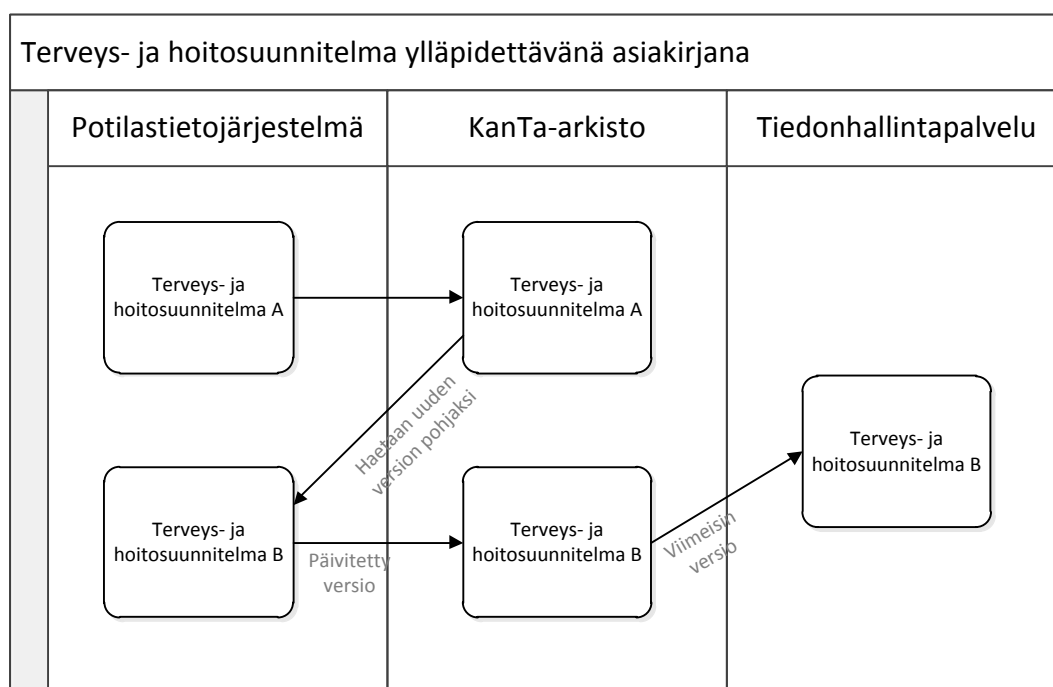 Terveys- ja hoitosuunnitelma ylläpidettävänä asiakirjana
Potilastietojärjestelmä
KanTa-arkisto
Tiedonhallintapalvelu
Terveys- ja
hoitosuunnitelma A
Terveys- ja
hoitosuunnitelma A
Haetaan uuden
version pohjaksi
Terveys- ja
hoitosuunnitelma B
Päivitetty
versio
Terveys- ja
hoitosuunnitelma B
Viimeisin
versio
Terveys- ja
hoitosuunnitelma B